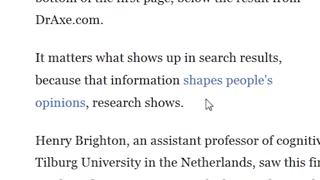 bottom of the first page, below the result from
DrAxe.com.
It matters what shows up in search results,
because that information shapes people's
opinions, research shows.
Henry Brighton, an assistant professor of cognitiv
Tilburg University in the Netherlands, saw this fi